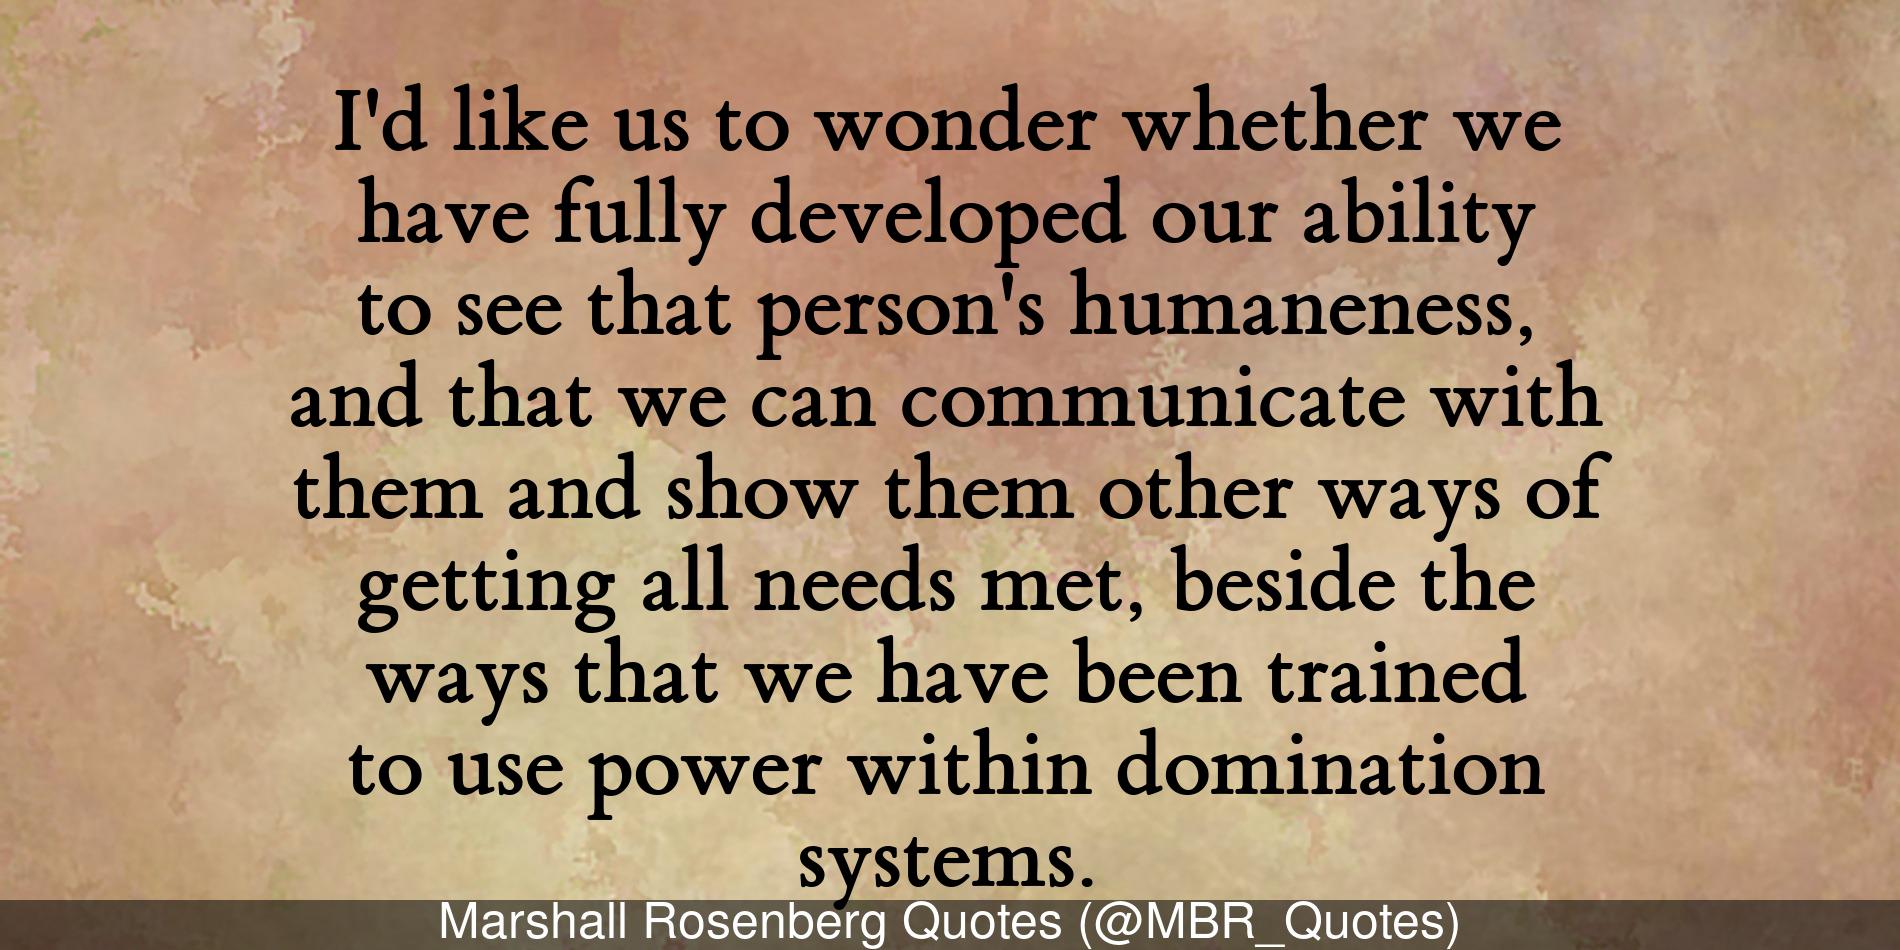 I'd like us to wonder whether we
have fully developed our ability
to see that person's humaneness,
and that we can communicate with
them and show them other ways of
getting all needs met, beside the
ways that we have been trained
to use power within domination
systems.
Marshall Rosenberg Quotes (@MBR_Quotes)